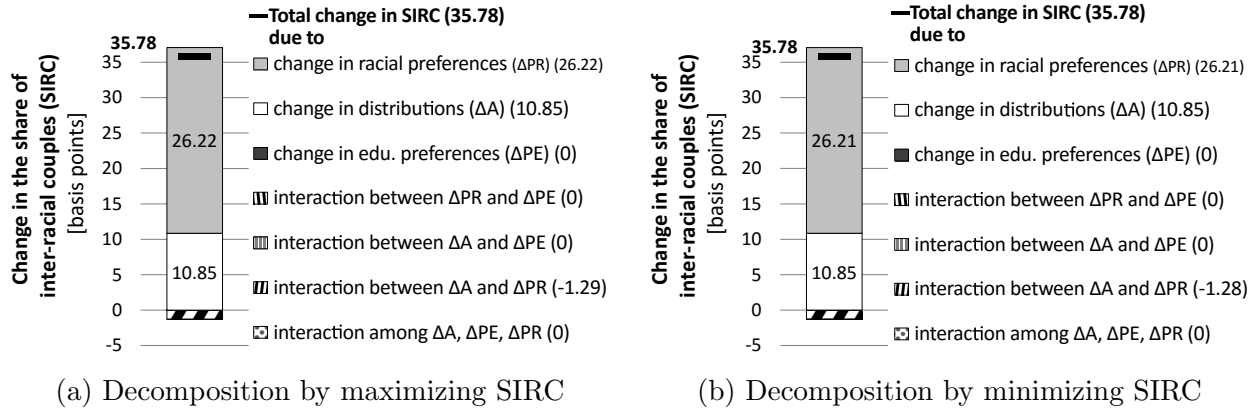 Change in the share of
inter-racial couples (SIRC)
[basis points]
35.78
35
30
25
20
15
10
5
0
-5
26.22
10.85
Total change in SIRC (35.78)
due to
change in racial preferences (ΔPR) (26.22)
change in distributions (ΔA) (10.85)
change in edu. preferences (ΔPE) (0)
interaction between ΔPR and ΔPE (0)
interaction between ΔA and ΔPE (0)
interaction between ΔA and ΔPR (-1.29)
interaction among ΔA, ΔPE, ΔPR (0)
(a) Decomposition by maximizing SIRC
Change in the share of
inter-racial couples (SIRC)
[basis points]
35.78
35
30
25
20
15
10
5
0
-5
26.21
10.85
Total change in SIRC (35.78)
due to
change in racial preferences (ΔPR) (26.21)
change in distributions (ΔA) (10.85)
change in edu. preferences (ΔPE) (0)
interaction between ΔPR and ΔPE (0)
interaction between ΔA and ΔPE (0)
interaction between ΔA and ΔPR (-1.28)
interaction among ΔA, ΔPE, ΔPR (0)
(b) Decomposition by minimizing SIRC